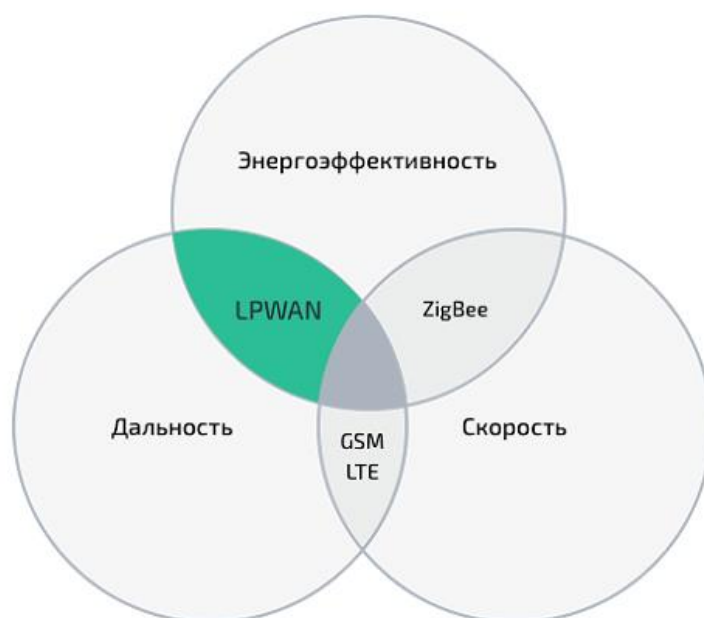 Энергоэффективность
LPWAN
ZigBee
Дальность
GSM
LTE
Скорость